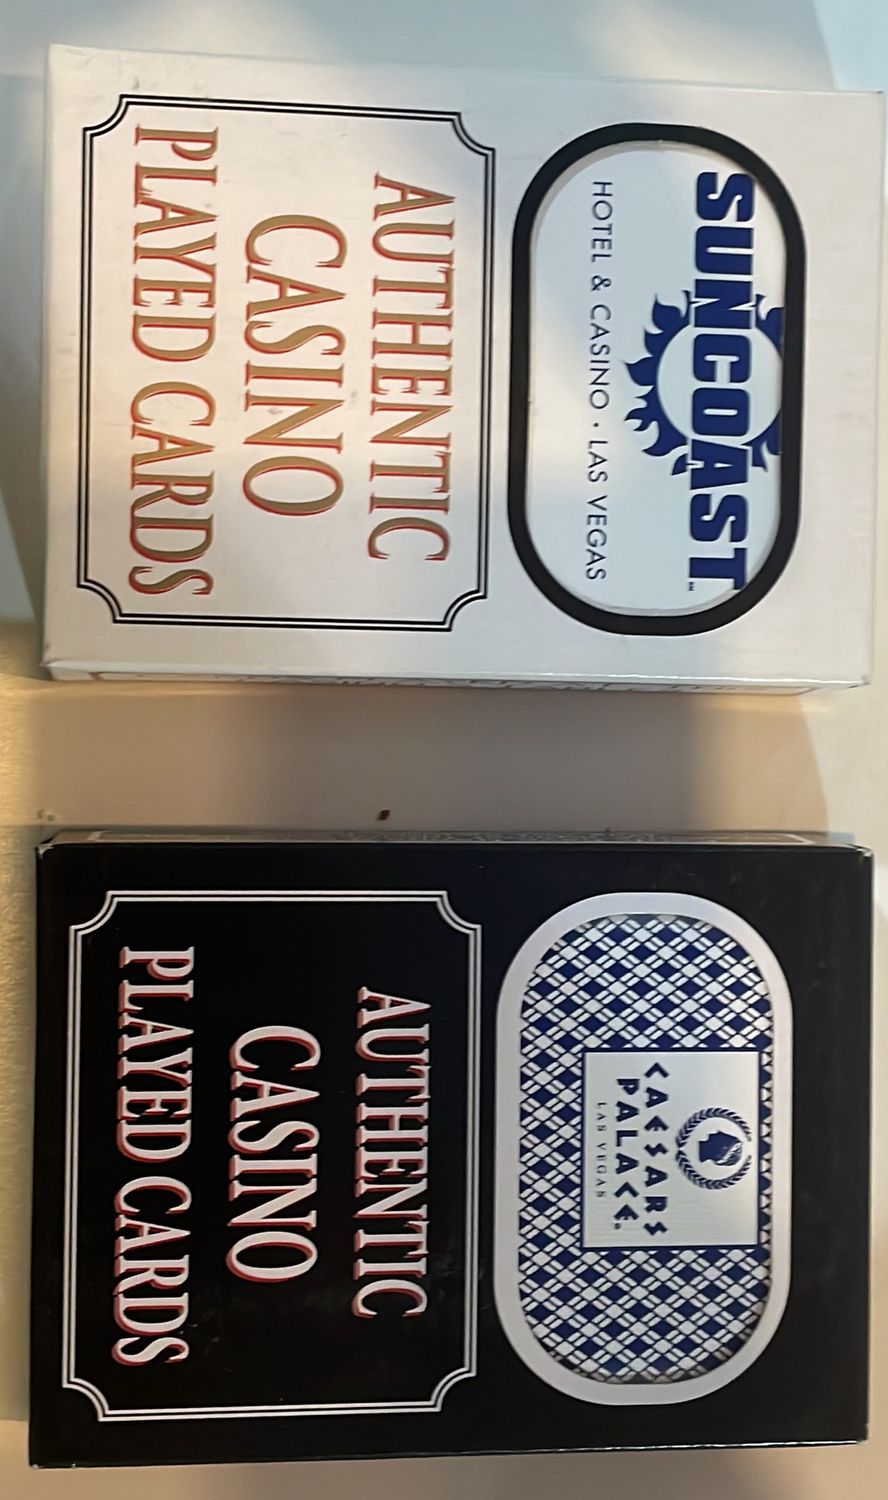 SUNCOAST
HOTEL & CASINO • LAS VEGAS
AUTHENTIC
CASINO
PLAYED CARDS
CAESARS
PALACE®
LAS VEGAS
AUTHENTIC
CASINO
PLAYED CARDS